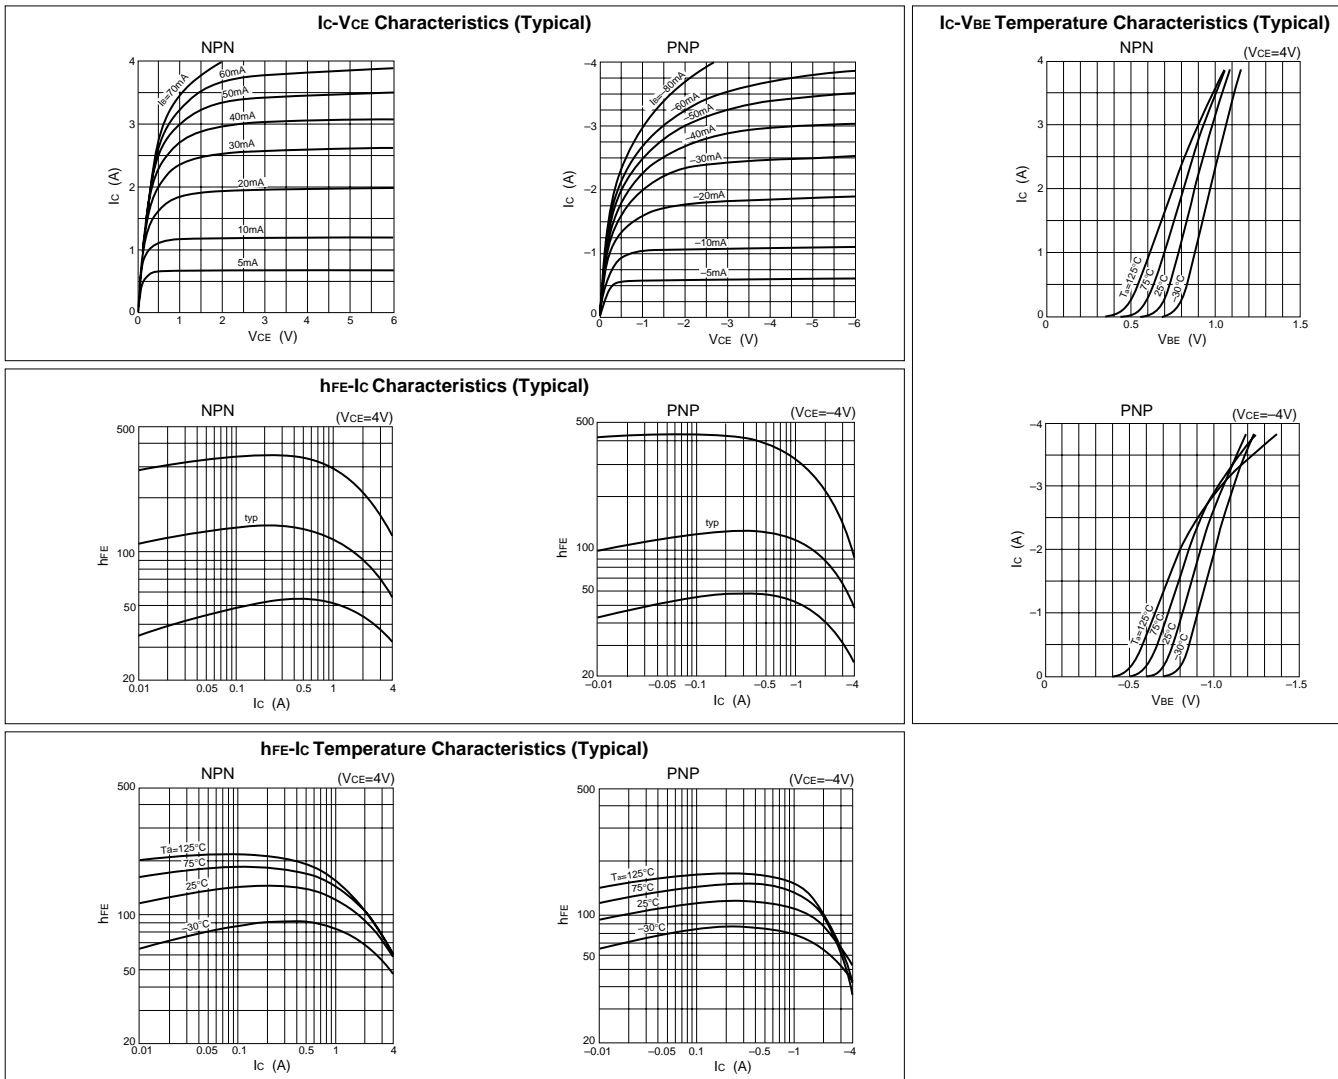 IC-VCE Characteristics (Typical)
NPN
4
3
2
1
0
IC (A)
IB=70mA
60mA
50mA
40mA
30mA
20mA
10mA
5mA
0 1 2 3 4 5 6
VCE (V)
PNP
–4
–3
–2
–1
0
IC (A)
IB=–80mA
–60mA
–50mA
–40mA
–30mA
–20mA
–10mA
–5mA
0 –1 –2 –3 –4 –5 –6
VCE (V)
IC-VBE Temperature Characteristics (Typical)
NPN
(VCE=4V)
4
3
2
1
0
IC (A)
Ta=125°C
75°C
25°C
–30°C
0 0.5 1.0 1.5
VBE (V)
PNP
(VCE=–4V)
–4
–3
–2
–1
0
IC (A)
Ta=125°C
75°C
25°C
–30°C
0 –0.5 –1.0 –1.5
VBE (V)
hFE-IC Characteristics (Typical)
NPN
(VCE=4V)
500
100
50
20
hFE
typ
0.01 0.05 0.1 0.5 1 4
IC (A)
PNP
(VCE=–4V)
500
100
50
20
hFE
typ
–0.01 –0.05 –0.1 –0.5 –1 –4
IC (A)
hFE-IC Temperature Characteristics (Typical)
NPN
(VCE=4V)
500
100
50
20
hFE
Ta=125°C
75°C
25°C
–30°C
0.01 0.05 0.1 0.5 1 4
IC (A)
PNP
(VCE=–4V)
500
100
50
20
hFE
Ta=125°C
75°C
25°C
–30°C
–0.01 –0.05 –0.1 –0.5 –1 –4
IC (A)